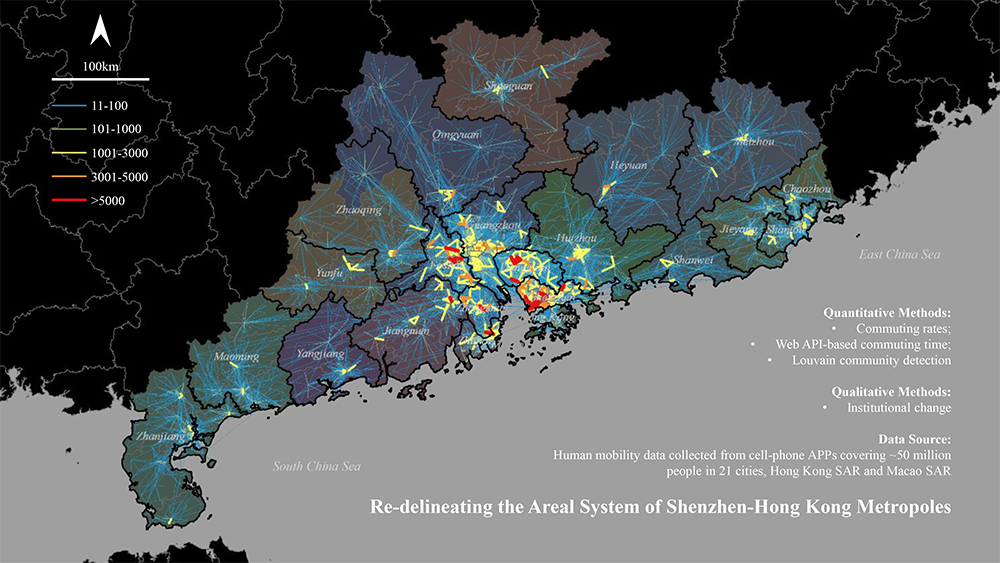 100km
11-100
101-1000
1001-3000
3001-5000
>5000
Shaoguan
Qingyuan
Meizhou
Heyuan
Chaozhou
Zhaoqing
Guangzhou
Huizhou
Jieyang
Shantou
East China Sea
Yunfu
Shanwei
Hong Kong
Jiangmen
Maoming
Yangjiang
Zhanjiang
South China Sea
Quantitative Methods:
• Commuting rates;
• Web API-based commuting time;
• Louvain community detection
Qualitative Methods:
• Institutional change
Data Source:
Human mobility data collected from cell-phone APPs covering ~50 million
people in 21 cities, Hong Kong SAR and Macao SAR
Re-delineating the Areal System of Shenzhen-Hong Kong Metropoles